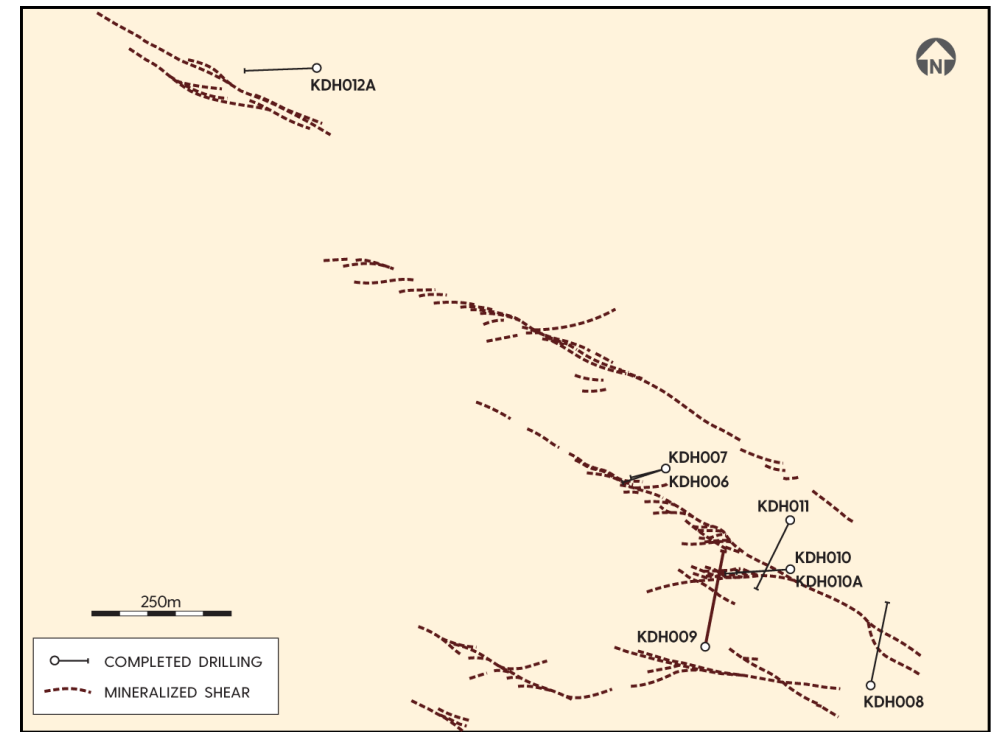 N
KDH012A
KDH007
KDH006
KDH011
KDH010
KDH010A
250m
KDH009
COMPLETED DRILLING
MINERALIZED SHEAR
KDH008